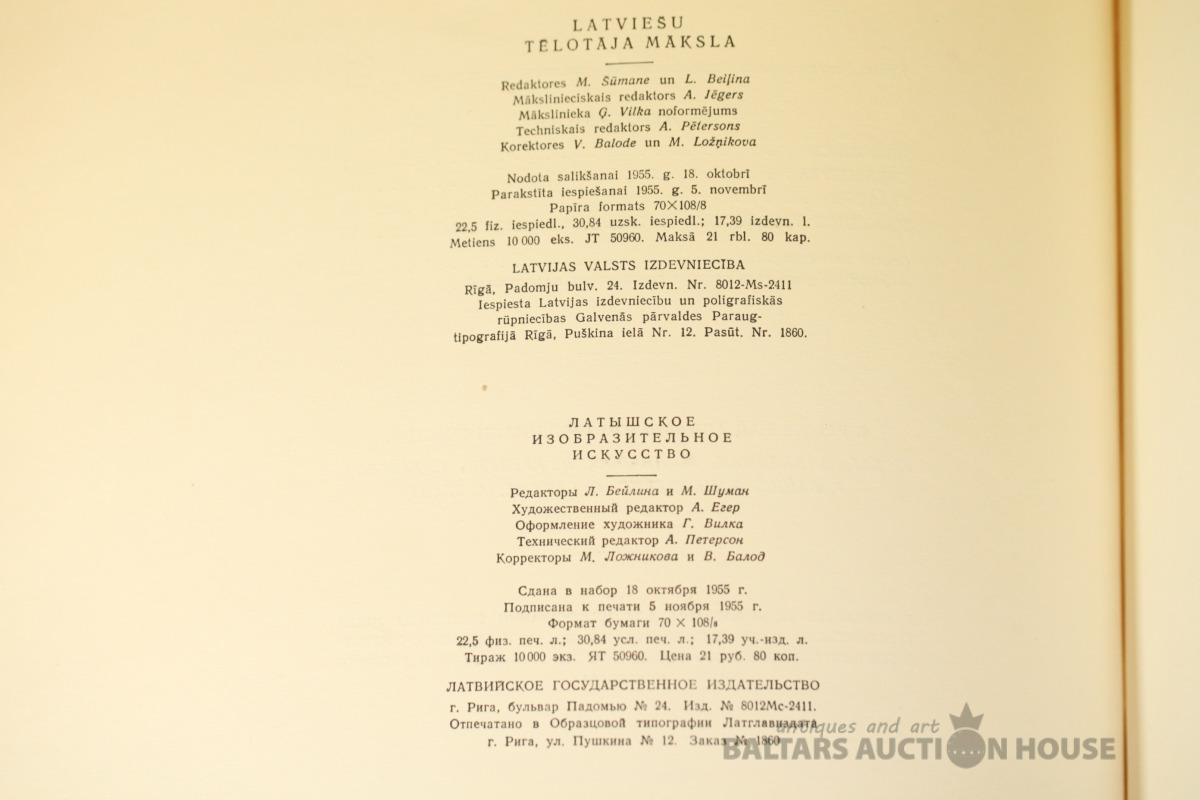 LATVIEŠU
TĒLOTĀJA MĀKSLA
Redaktores M. Šūmane un L. Beiļina
Mākslinieciskais redaktors A. Jēgers
Mākslinieka Ģ. Vilka noformējums
Techniskais redaktors A. Pētersons
Korektores V. Balode un M. Ložņikova
Nodota salikšanai 1955. g. 18. oktobrī
Parakstīta iespiešanai 1955. g. 5. novembrī
Papīra formats 70×108/8
22,5 fiz. iespiedl., 30,84 uzsk. iespiedl.; 17,39 izdevn. l.
Metiens 10 000 eks. JT 50960. Maksā 21 rbl. 80 kap.
LATVIJAS VALSTS IZDEVNIECĪBA
Rīgā, Padomju bulv. 24. Izdevn. Nr. 8012-Ms-2411
Iespiesta Latvijas izdevniecību un poligrafiskās
rūpniecības Galvenās pārvaldes Paraug-
tipografijā Rīgā, Puškina ielā Nr. 12. Pasūt. Nr. 1860.
ЛАТЫШСКОЕ
ИЗОБРАЗИТЕЛЬНОЕ
ИСКУССТВО
Редакторы Л. Бейлина и М. Шуман
Художественный редактор А. Егер
Оформление художника Г. Вилка
Технический редактор А. Петерсон
Корректоры М. Ложникова и В. Балод
Сдана в набор 18 октября 1955 г.
Подписана к печати 5 ноября 1955 г.
Формат бумаги 70 × 108/8
22,5 физ. печ. л.; 30,84 усл. печ. л.; 17,39 уч.-изд. л.
Тираж 10 000 экз. ЯТ 50960. Цена 21 руб. 80 коп.
ЛАТВИЙСКОЕ ГОСУДАРСТВЕННОЕ ИЗДАТЕЛЬСТВО
г. Рига, бульвар Падомью № 24. Изд. № 8012Мс-2411.
Отпечатано в Образцовой типографии Латглавиздата
г. Рига, ул. Пушкина № 12. Заказ № 1860
antiques and art
BALTARS AUCTION HOUSE